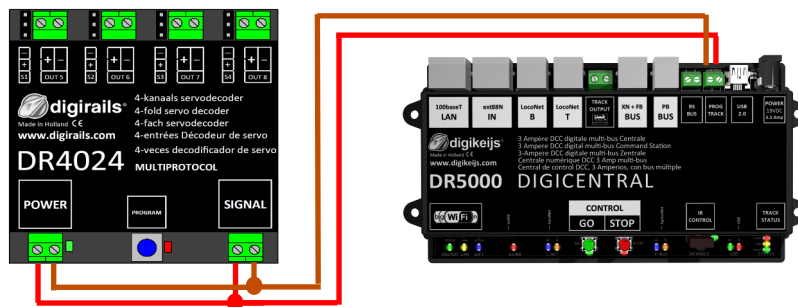 S1 OUT 5 S2 OUT 6 S3 OUT 7 S4 OUT 8
digirails®
Made in Holland CE
www.digirails.com
DR4024
4-kanaals servodecoder
4-fold servo decoder
4-fach servodecoder
4-entrées Décodeur de servo
4-veces decodificador de servo
MULTIPROTOCOL
POWER
PROGRAM
SIGNAL
100baseT
LAN
ext88N
IN
LocoNet
B
LocoNet
T
TRACK
OUTPUT
XN + FB
BUS
PB
BUS
RS
BUS
PROG
TRACK
USB
2.0
POWER
19VDC
3.5 Amp
digikeijs®
Made in Holland CE
www.digikeijs.com
DR5000
3 Ampère DCC digitale multi-bus Centrale
3 Ampere DCC digital multi-bus Command Station
3-Ampere DCC digitale multi-bus Zentrale
Centrale numérique DCC 3 Amp multi-bus
Central de control DCC, 3 Amperios, con bus múltiple
DIGICENTRAL
WiFi
CONTROL
GO STOP
IR
CONTROL
TRACK
STATUS